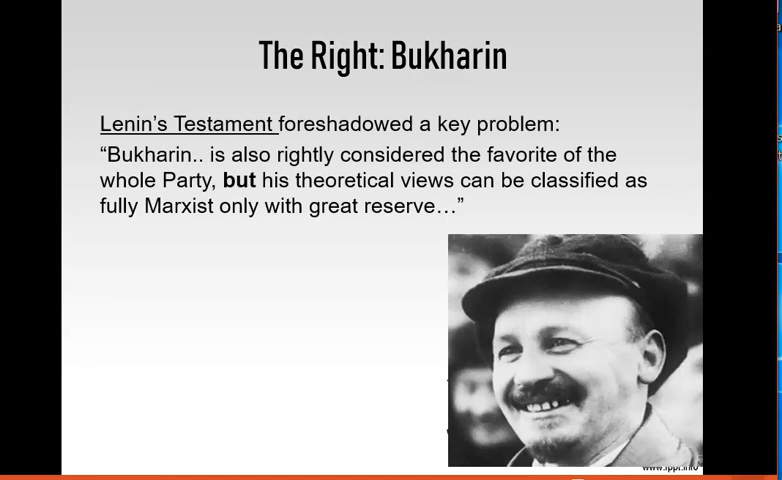 The Right: Bukharin
Lenin’s Testament foreshadowed a key problem:
“Bukharin.. is also rightly considered the favorite of the
whole Party, but his theoretical views can be classified as
fully Marxist only with great reserve…”